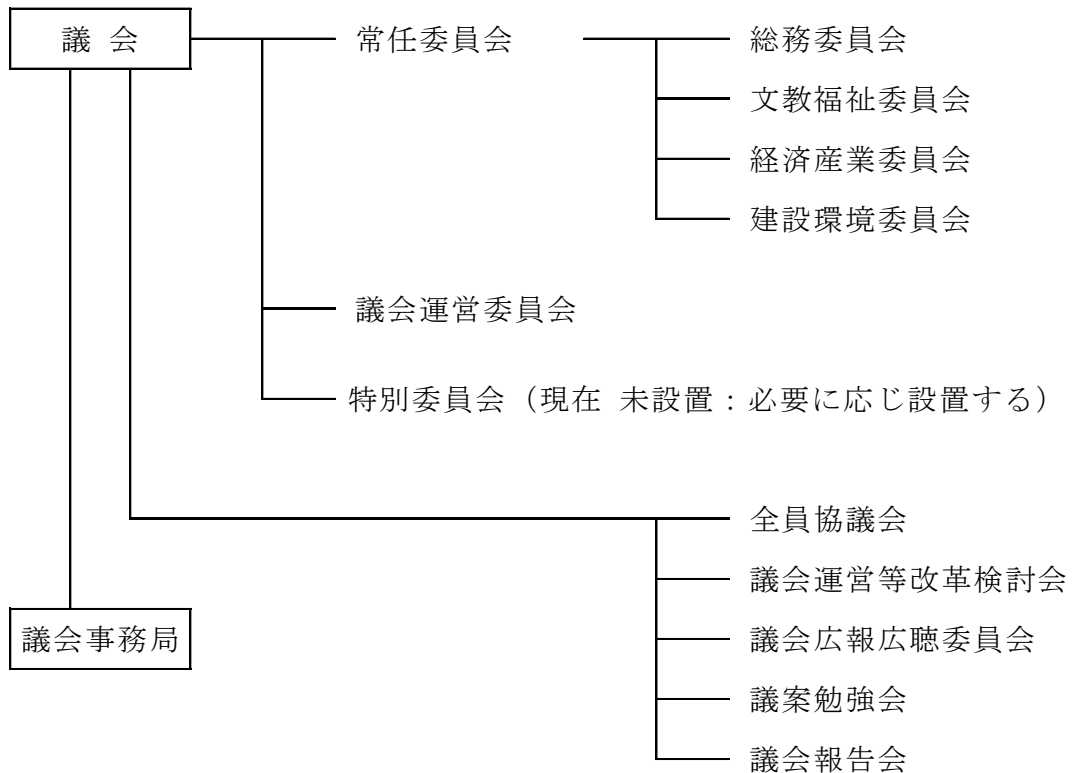 議 会
常任委員会
総務委員会
文教福祉委員会
経済産業委員会
建設環境委員会
議会運営委員会
特別委員会（現在 未設置：必要に応じ設置する）
全員協議会
議会運営等改革検討会
議会事務局
議会広報広聴委員会
議案勉強会
議会報告会